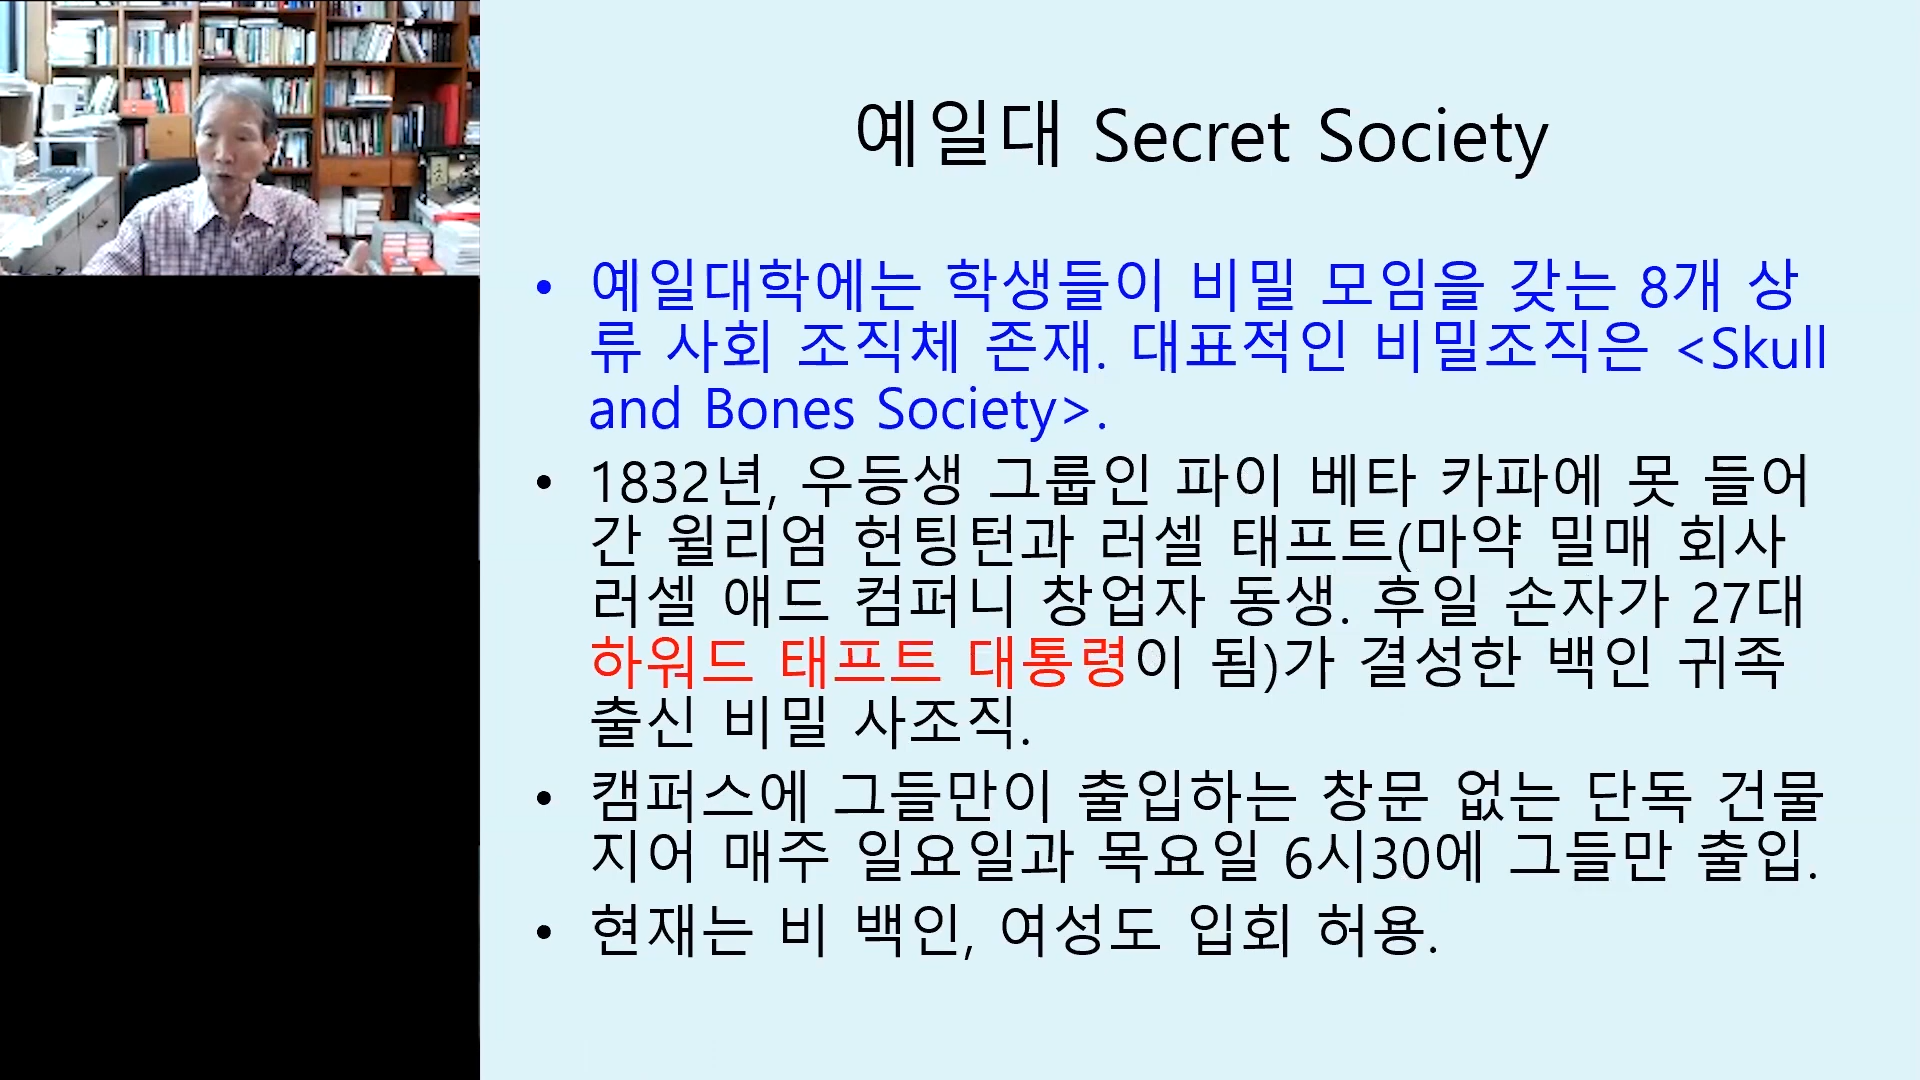 예일대 Secret Society
• 예일대학에는 학생들이 비밀 모임을 갖는 8개 상
류 사회 조직체 존재. 대표적인 비밀조직은 <Skull
and Bones Society>.
• 1832년, 우등생 그룹인 파이 베타 카파에 못 들어
간 윌리엄 헌팅턴과 러셀 태프트(마약 밀매 회사
러셀 애드 컴퍼니 창업자 동생. 후일 손자가 27대
하워드 태프트 대통령이 됨)가 결성한 백인 귀족
출신 비밀 사조직.
• 캠퍼스에 그들만이 출입하는 창문 없는 단독 건물
지어 매주 일요일과 목요일 6시30에 그들만 출입.
• 현재는 비 백인, 여성도 입회 허용.